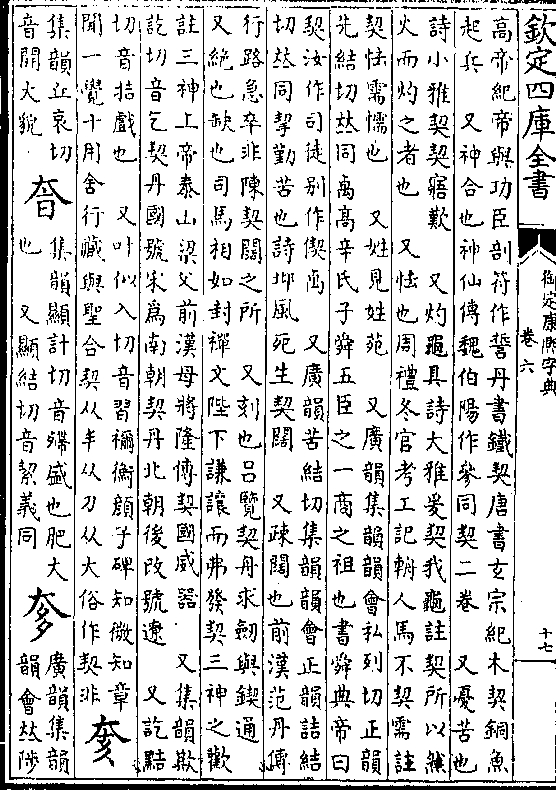 欽定四庫全書
御定康熙字典
卷六
十七
高帝紀帝與功臣剖符作誓丹書鐵契唐書玄宗紀木契銅魚
起兵　又神合也神仙傳魏伯陽作參同契二卷　又憂苦也
詩小雅契契寤歎　又灼龜具詩大雅爰契我龜註契所以然
火而灼之者也　又怯也周禮冬官考工記輈人馬不契需註
契怯需懦也　又姓見姓苑　又廣韻集韻韻會私列切正韻
先結切𠀤同禼高辛氏子舜五臣之一商之祖也書舜典帝曰
契汝作司徒別作偰卨　又廣韻苦結切集韻韻會正韻詰結
切𠀤同挈勤苦也詩邶風死生契闊　又疎闊也前漢范丹傳
行路急卒非陳契闊之所　又刻也呂覽契舟求劒與鍥通
又絶也缺也司馬相如封禪文陛下謙讓而弗發契三神之歡
註三神上帝泰山梁父前漢毋將隆傳契國威器　又集韻欺
訖切音乞契丹國號宋爲南朝契丹北朝後改號遼　又訖黠
切音拮戲也　又叶似入切音習禰衡顔子碑知微知章
聞一覺十用舍行臧與聖合契从丯从刀从大俗作契非　奒
集韻丘哀切
音開大貌　𡘍　集韻顯計切音㣢盛也肥大
也　又顯結切音絜義同　奓　廣韻集韻
韻會𠀤陟